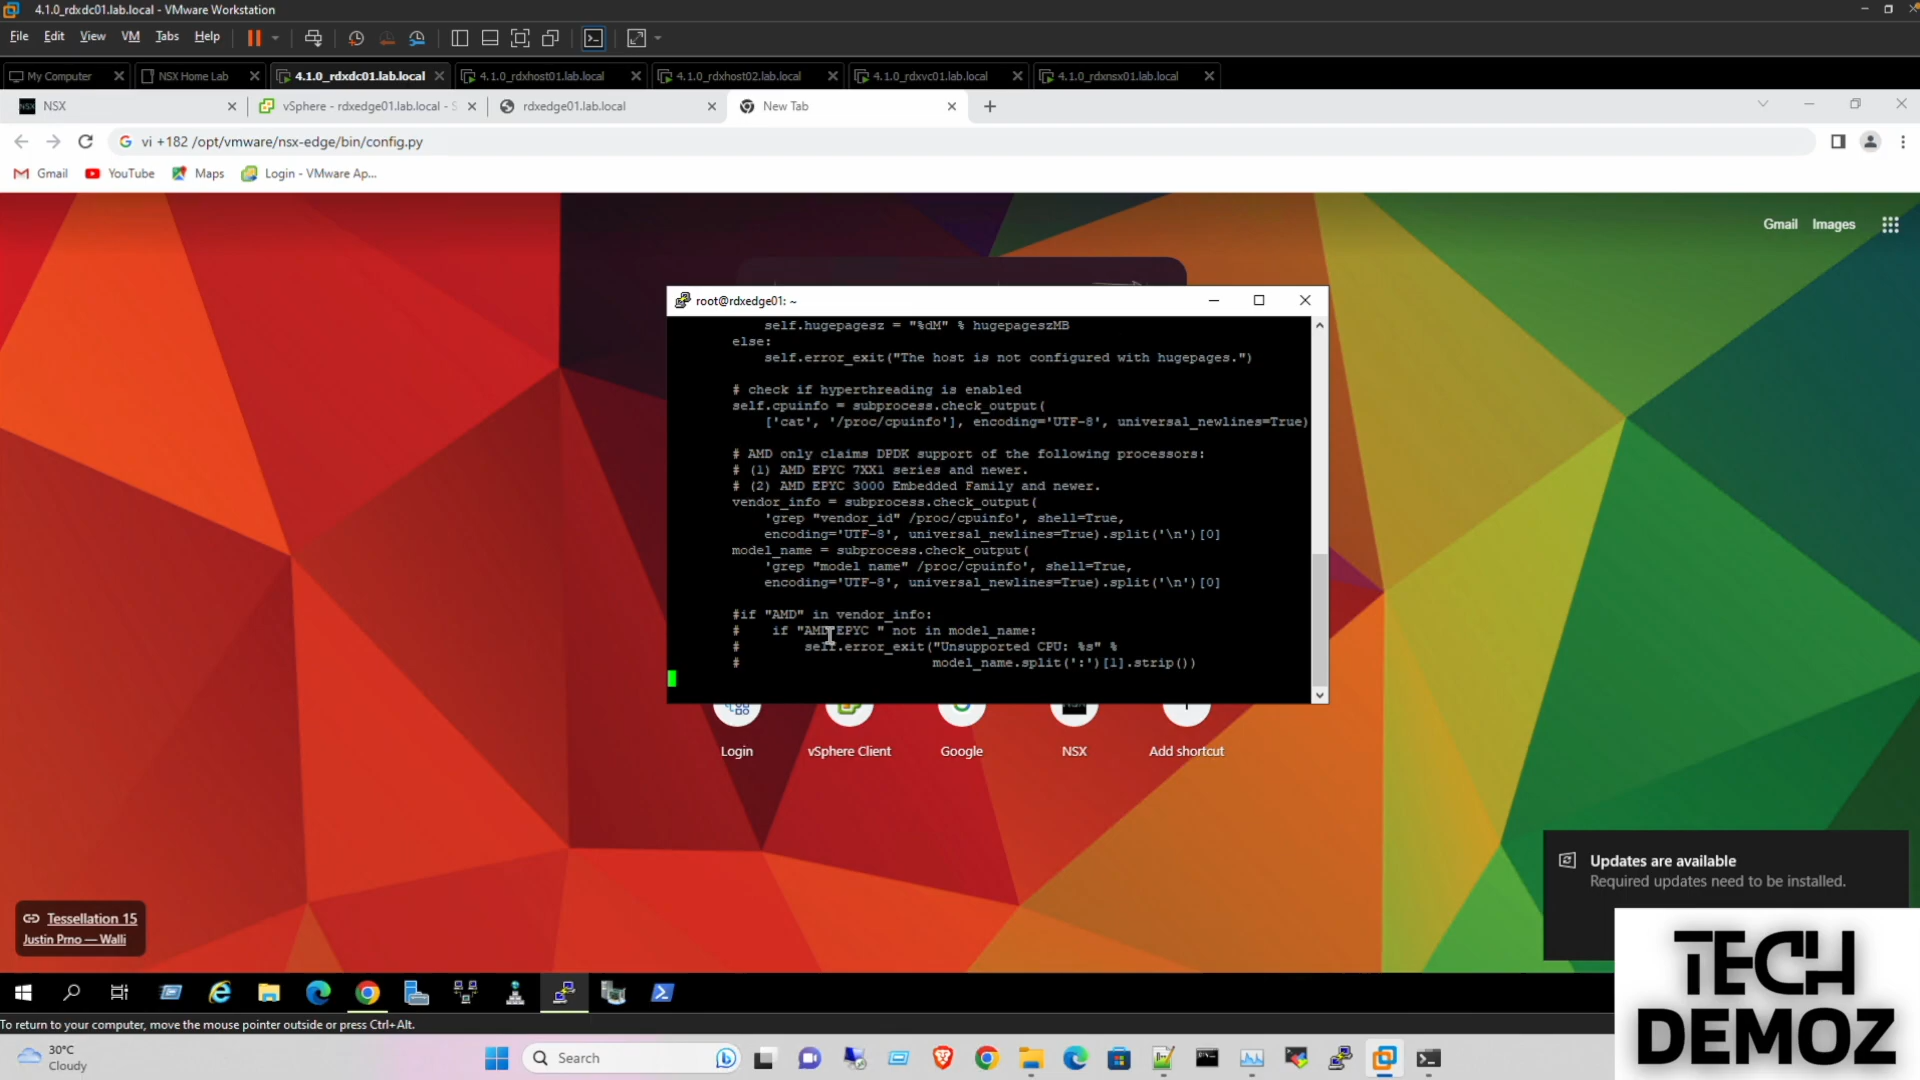 4.1.0_rdxdc01.lab.local - VMware Workstation
File Edit View VM Tabs Help
My Computer NSX Home Lab 4.1.0_rdxdc01.lab.local 4.1.0_rdxhost01.lab.local 4.1.0_rdxhost02.lab.local 4.1.0_rdxvc01.lab.local 4.1.0_rdxnsx01.lab.local
NSX NSX vSphere - rdxedge01.lab.local - S rdxedge01.lab.local New Tab
vi +182 /opt/vmware/nsx-edge/bin/config.py
Gmail YouTube Maps Login - VMware Ap...
Gmail Images
root@rdxedge01: ~
self.hugepagesz = "%dM" % hugepageszMB
else:
self.error_exit("The host is not configured with hugepages.")
# check if hyperthreading is enabled
self.cpuinfo = subprocess.check_output(
['cat', '/proc/cpuinfo'], encoding='UTF-8', universal_newlines=True)
# AMD only claims DPDK support of the following processors:
# (1) AMD EPYC 7XX1 series and newer.
# (2) AMD EPYC 3000 Embedded Family and newer.
vendor_info = subprocess.check_output(
'grep "vendor_id" /proc/cpuinfo', shell=True,
encoding='UTF-8', universal_newlines=True).split('\n')[0]
model_name = subprocess.check_output(
'grep "model name" /proc/cpuinfo', shell=True,
encoding='UTF-8', universal_newlines=True).split('\n')[0]
#if "AMD" in vendor_info:
# if "AMD EPYC " not in model_name:
# self.error_exit("Unsupported CPU: %s" %
# model_name.split(':')[1].strip())
Login vSphere Client Google NSX Add shortcut
Updates are available
Required updates need to be installed.
Tessellation 15
Justin Prno — Walli
To return to your computer, move the mouse pointer outside or press Ctrl+Alt.
30°C
Cloudy
Search
TECH
DEMOZ